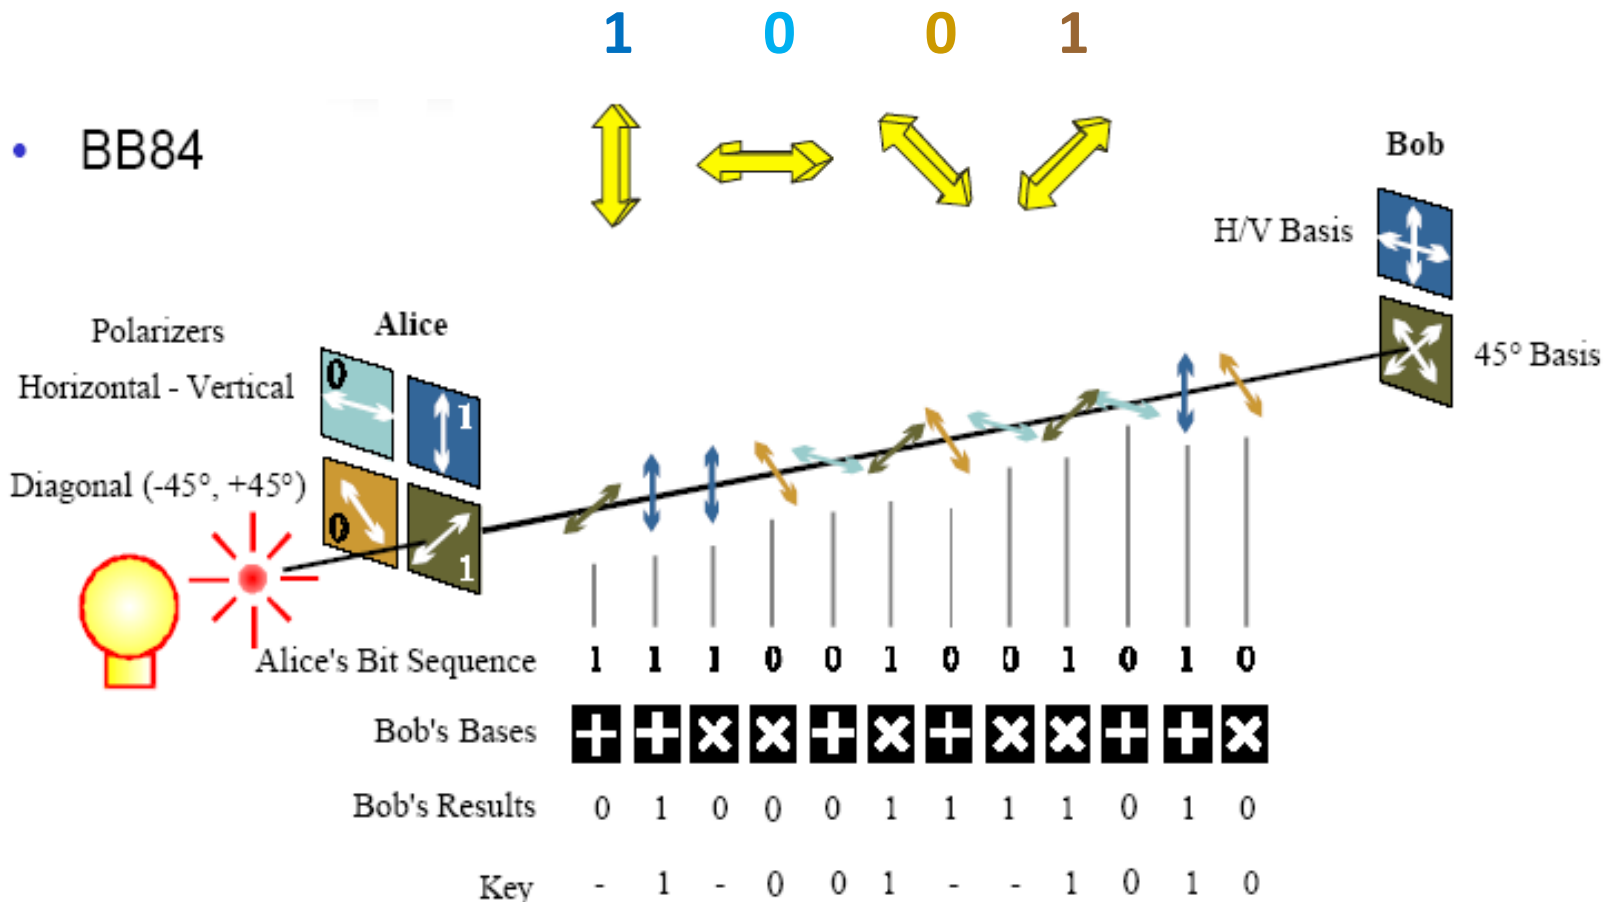 1 0 0 1
• BB84
Bob
H/V Basis
45° Basis
Polarizers
Alice
Horizontal - Vertical
0 1
Diagonal (-45°, +45°)
0 1
Alice's Bit Sequence 1 1 1 0 0 1 0 0 1 0 1 0
Bob's Bases + + × × + × + × × + + ×
Bob's Results 0 1 0 0 0 1 1 1 1 0 1 0
Key - 1 - 0 0 1 - - 1 0 1 0